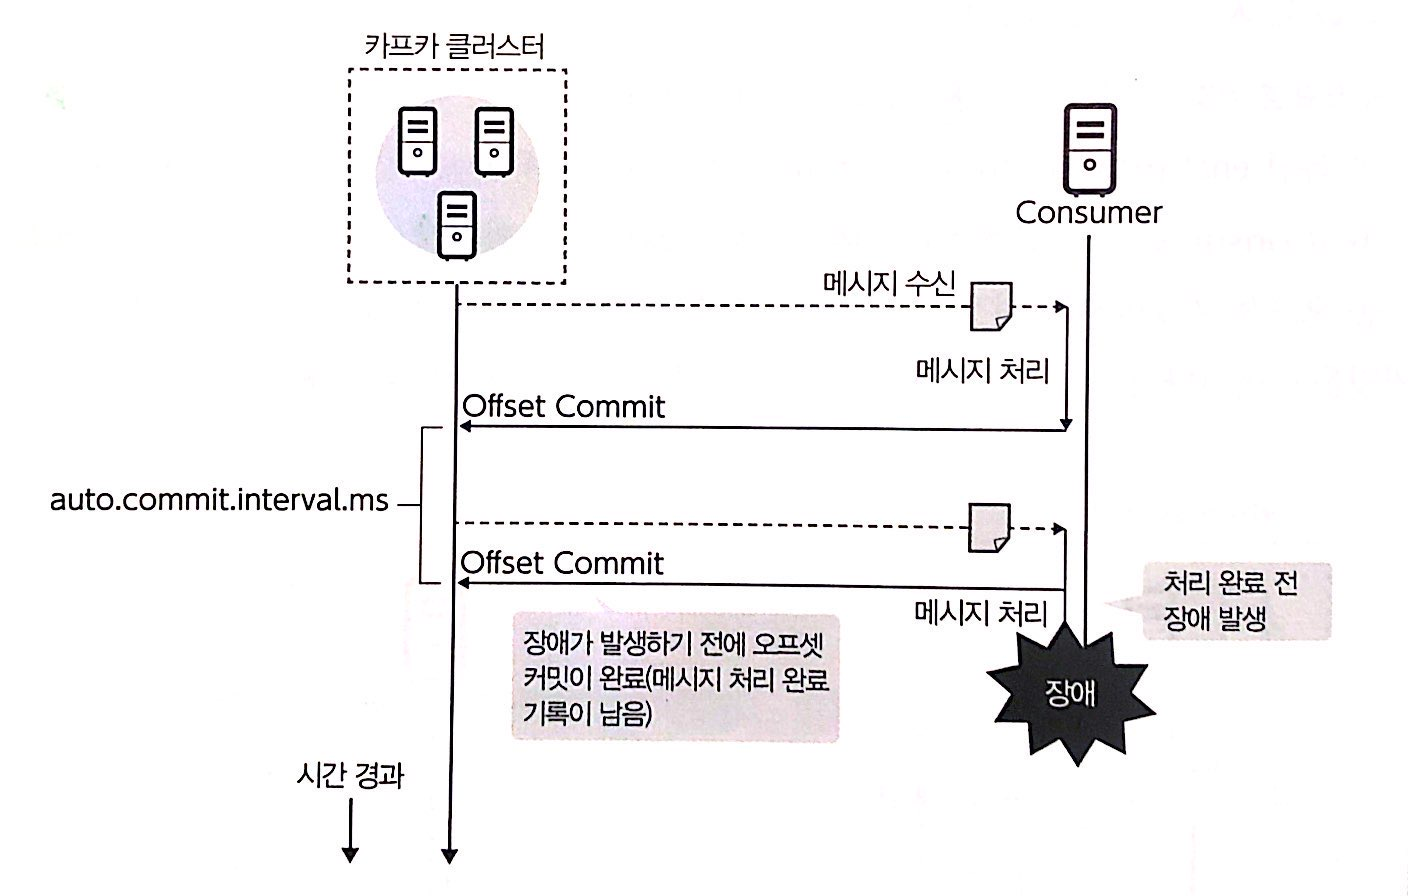 카프카 클러스터
Consumer
메시지 수신
메시지 처리
Offset Commit
auto.commit.interval.ms
Offset Commit
메시지 처리
처리 완료 전
장애 발생
장애가 발생하기 전에 오프셋
커밋이 완료(메시지 처리 완료
기록이 남음)
장애
시간 경과